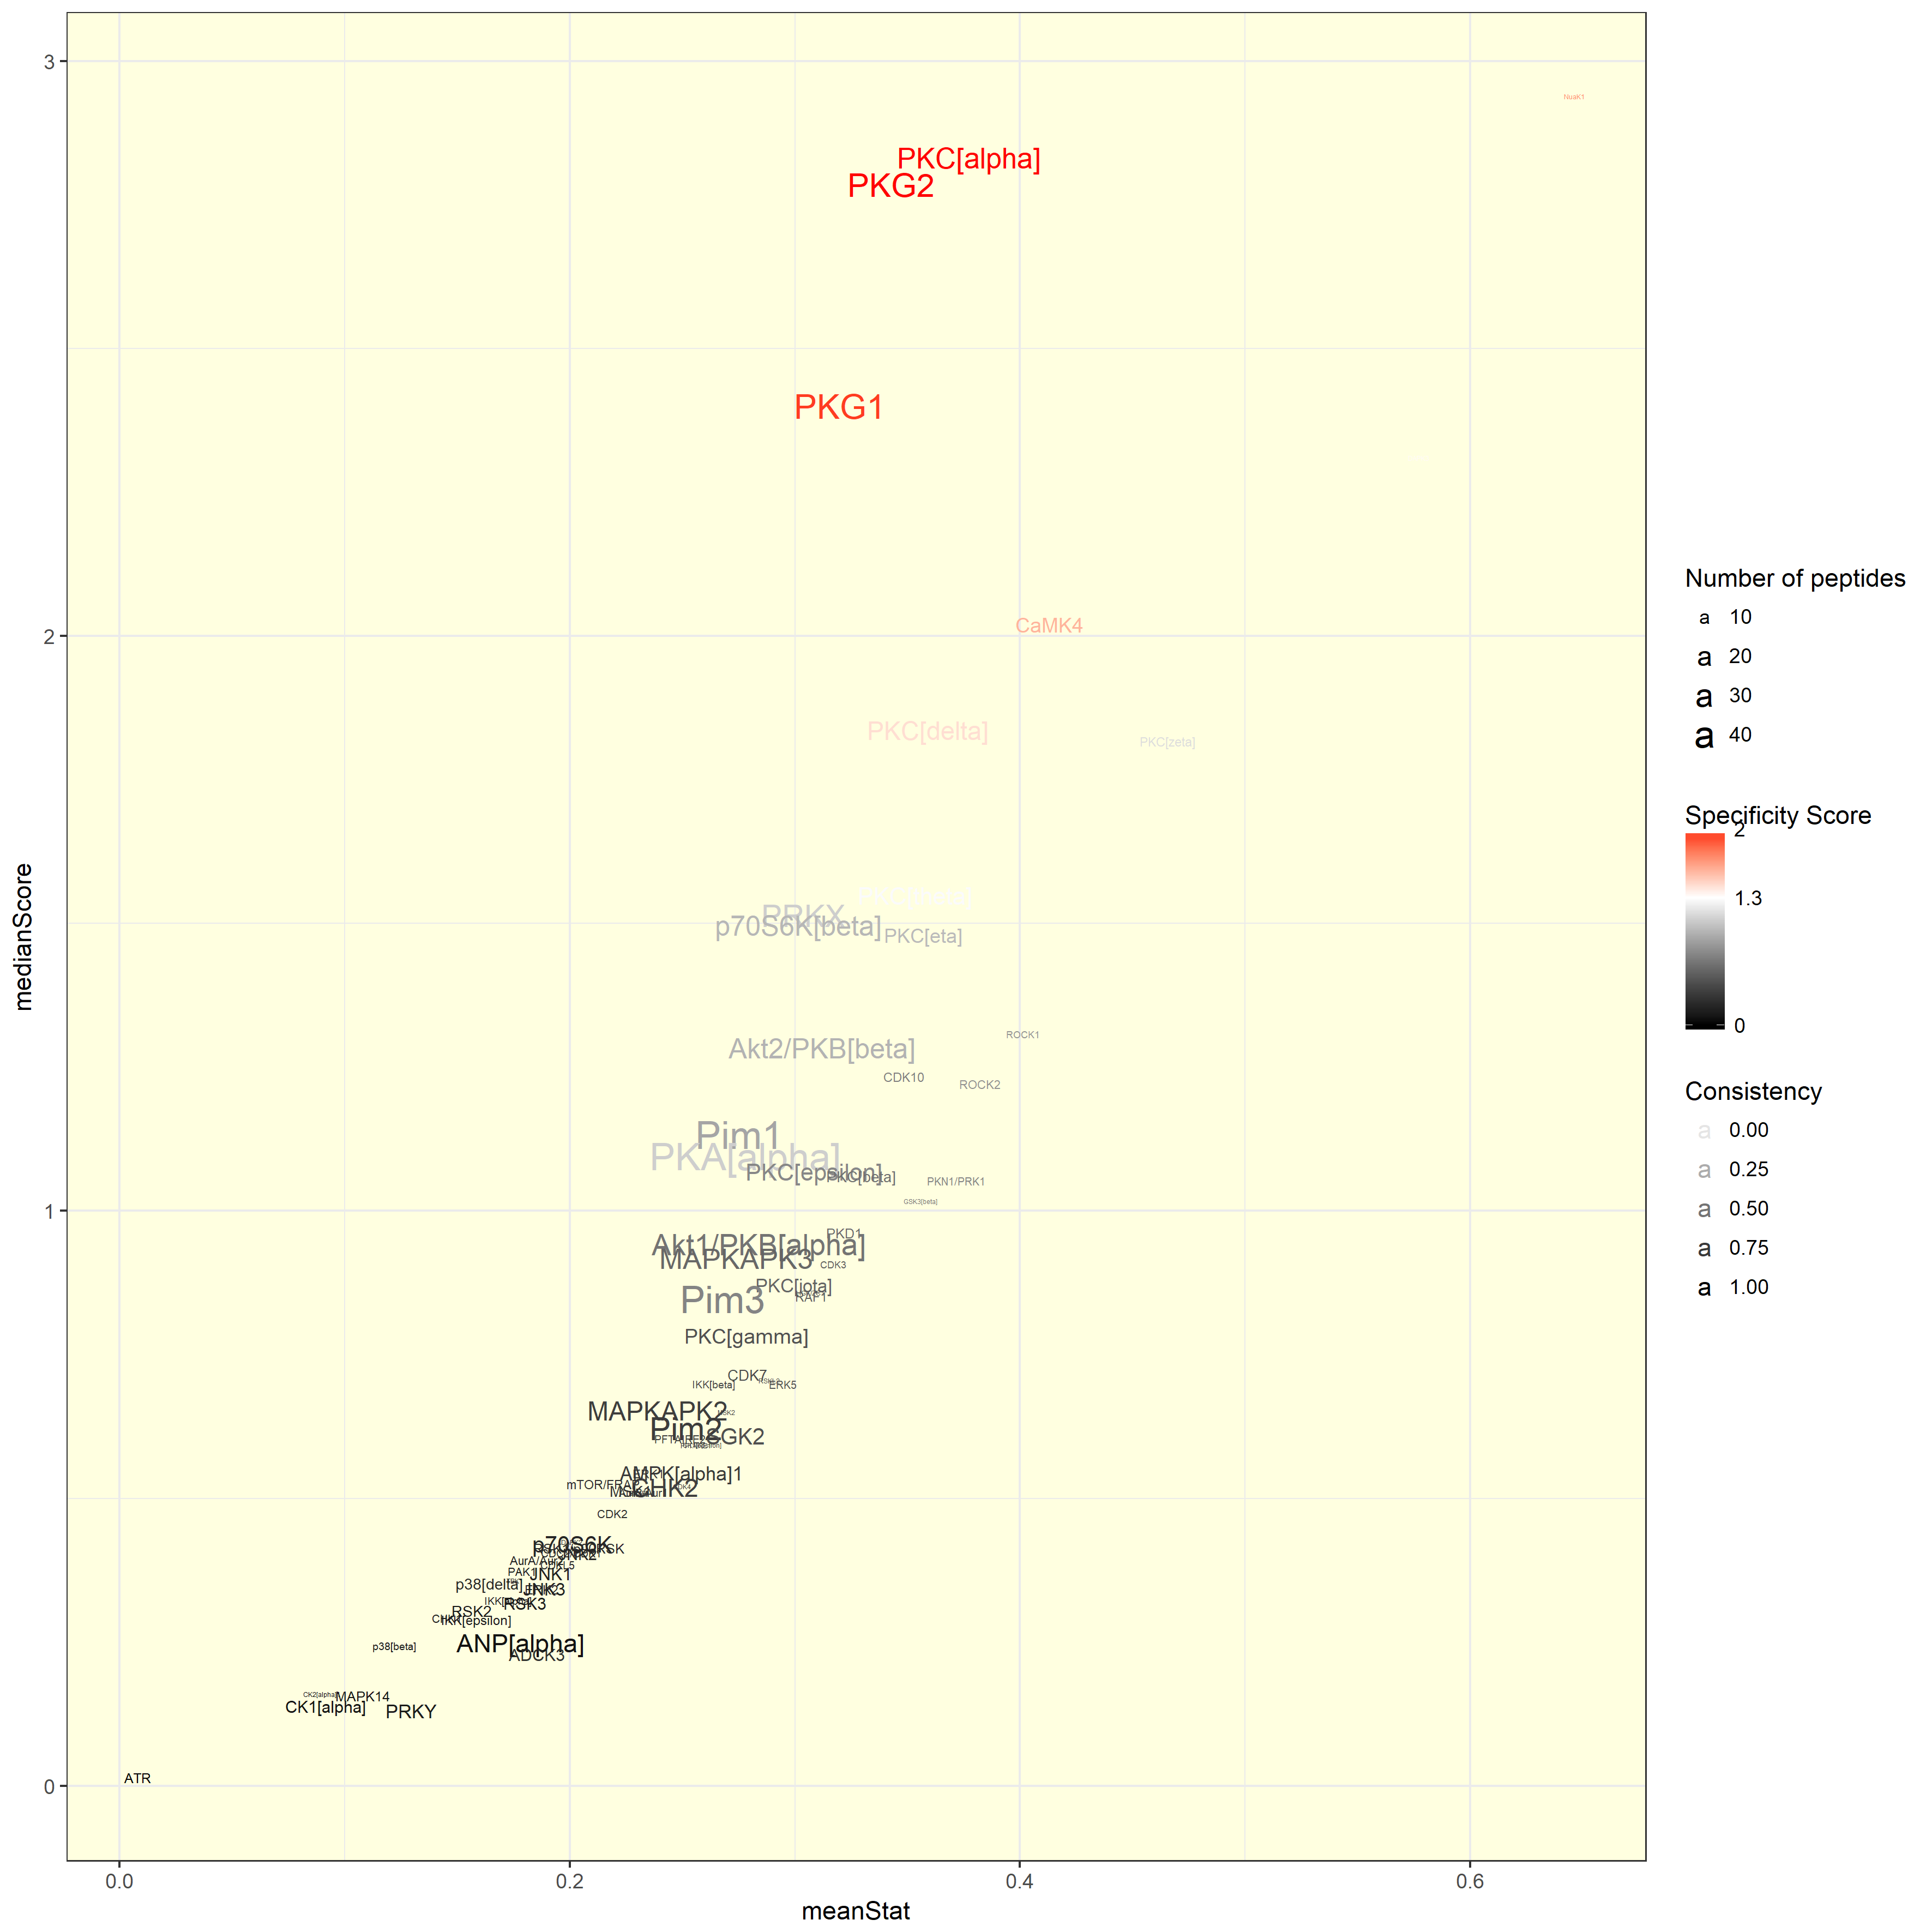 3
NuaK1
PKC[alpha]
PKG2
PKG1
2
CaMK4
PKC[delta]
PKC[zeta]
PRKX
p70S6K[beta]
PKC[eta]
ROCK1
Akt2/PKB[beta]
CDK10
ROCK2
Pim1
PKA[alpha]
PKC[epsilon]
PKC[beta]
PKN1/PRK1
GSK3[beta]
1
PKD1
Akt1/PKB[alpha]
MAPKAPK3
CDK3
PKC[iota]
RAF1
Pim3
PKC[gamma]
CDK7
IKK[beta]
ERK5
MAPKAPK2
Pim2
SGK2
PFTAIRE2
AMPK[alpha]1
mTOR/FRAP
CHK2
CDK2
p70S6K
JNK2
AurA/Aur2
CDKL5
PAK1
JNK1
p38[delta]
JNK3
RSK3
RSK2
IKK[epsilon]
p38[beta]
ANP[alpha]
ADCK3
CK2[alpha]
MAPK14
CK1[alpha]
PRKY
ATR
0
0.0
0.2
0.4
0.6
meanStat
medianScore
Number of peptides
a 10
a 20
a 30
a 40
Specificity Score
2
1.3
0
Consistency
a 0.00
a 0.25
a 0.50
a 0.75
a 1.00